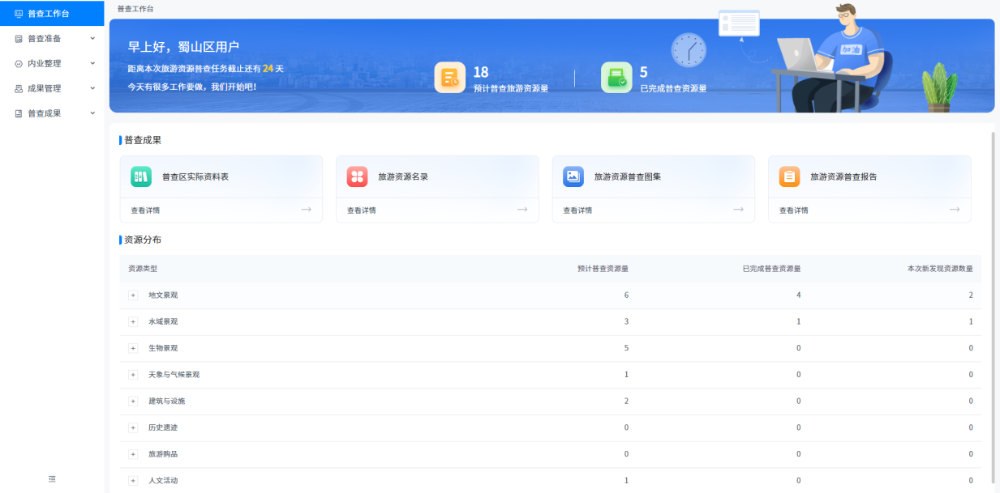 普查工作台
普查准备
内业整理
成果管理
普查成果
普查工作台
早上好，蜀山区用户
距离本次旅游资源普查任务截止还有 24 天
今天有很多工作要做，我们开始吧!
18
预计普查旅游资源量
5
已完成普查资源量
加油
普查成果
普查区实际资料表
旅游资源名录
旅游资源普查图集
旅游资源普查报告
查看详情
查看详情
查看详情
查看详情
资源分布
资源类型 预计普查资源量 已完成普查资源量 本次新发现资源数量
+ 地文景观 6 4 2
+ 水域景观 3 1 1
+ 生物景观 5 0 0
+ 天象与气候景观 1 0 0
+ 建筑与设施 2 0 0
+ 历史遗迹 0 0 0
+ 旅游购品 0 0 0
+ 人文活动 1 0 0